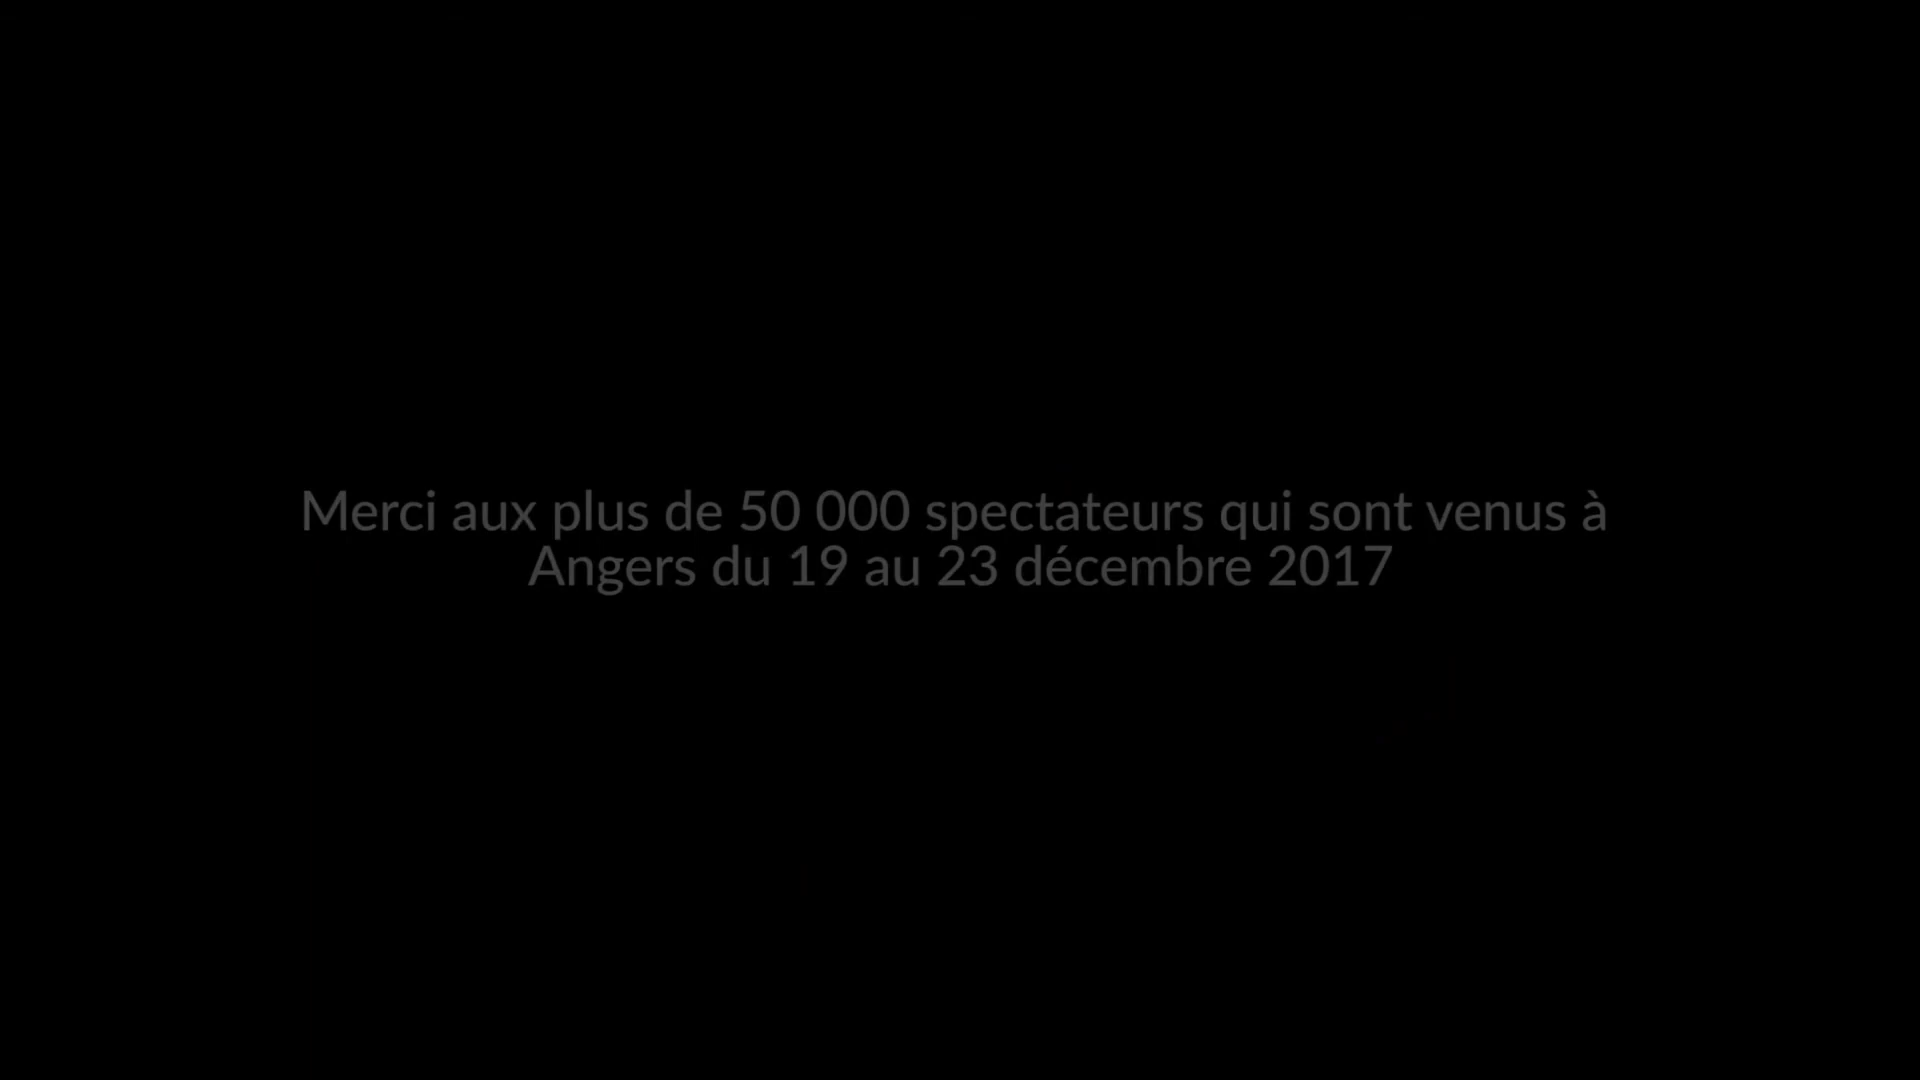 Merci aux plus de 50 000 spectateurs qui sont venus à
Angers du 19 au 23 décembre 2017